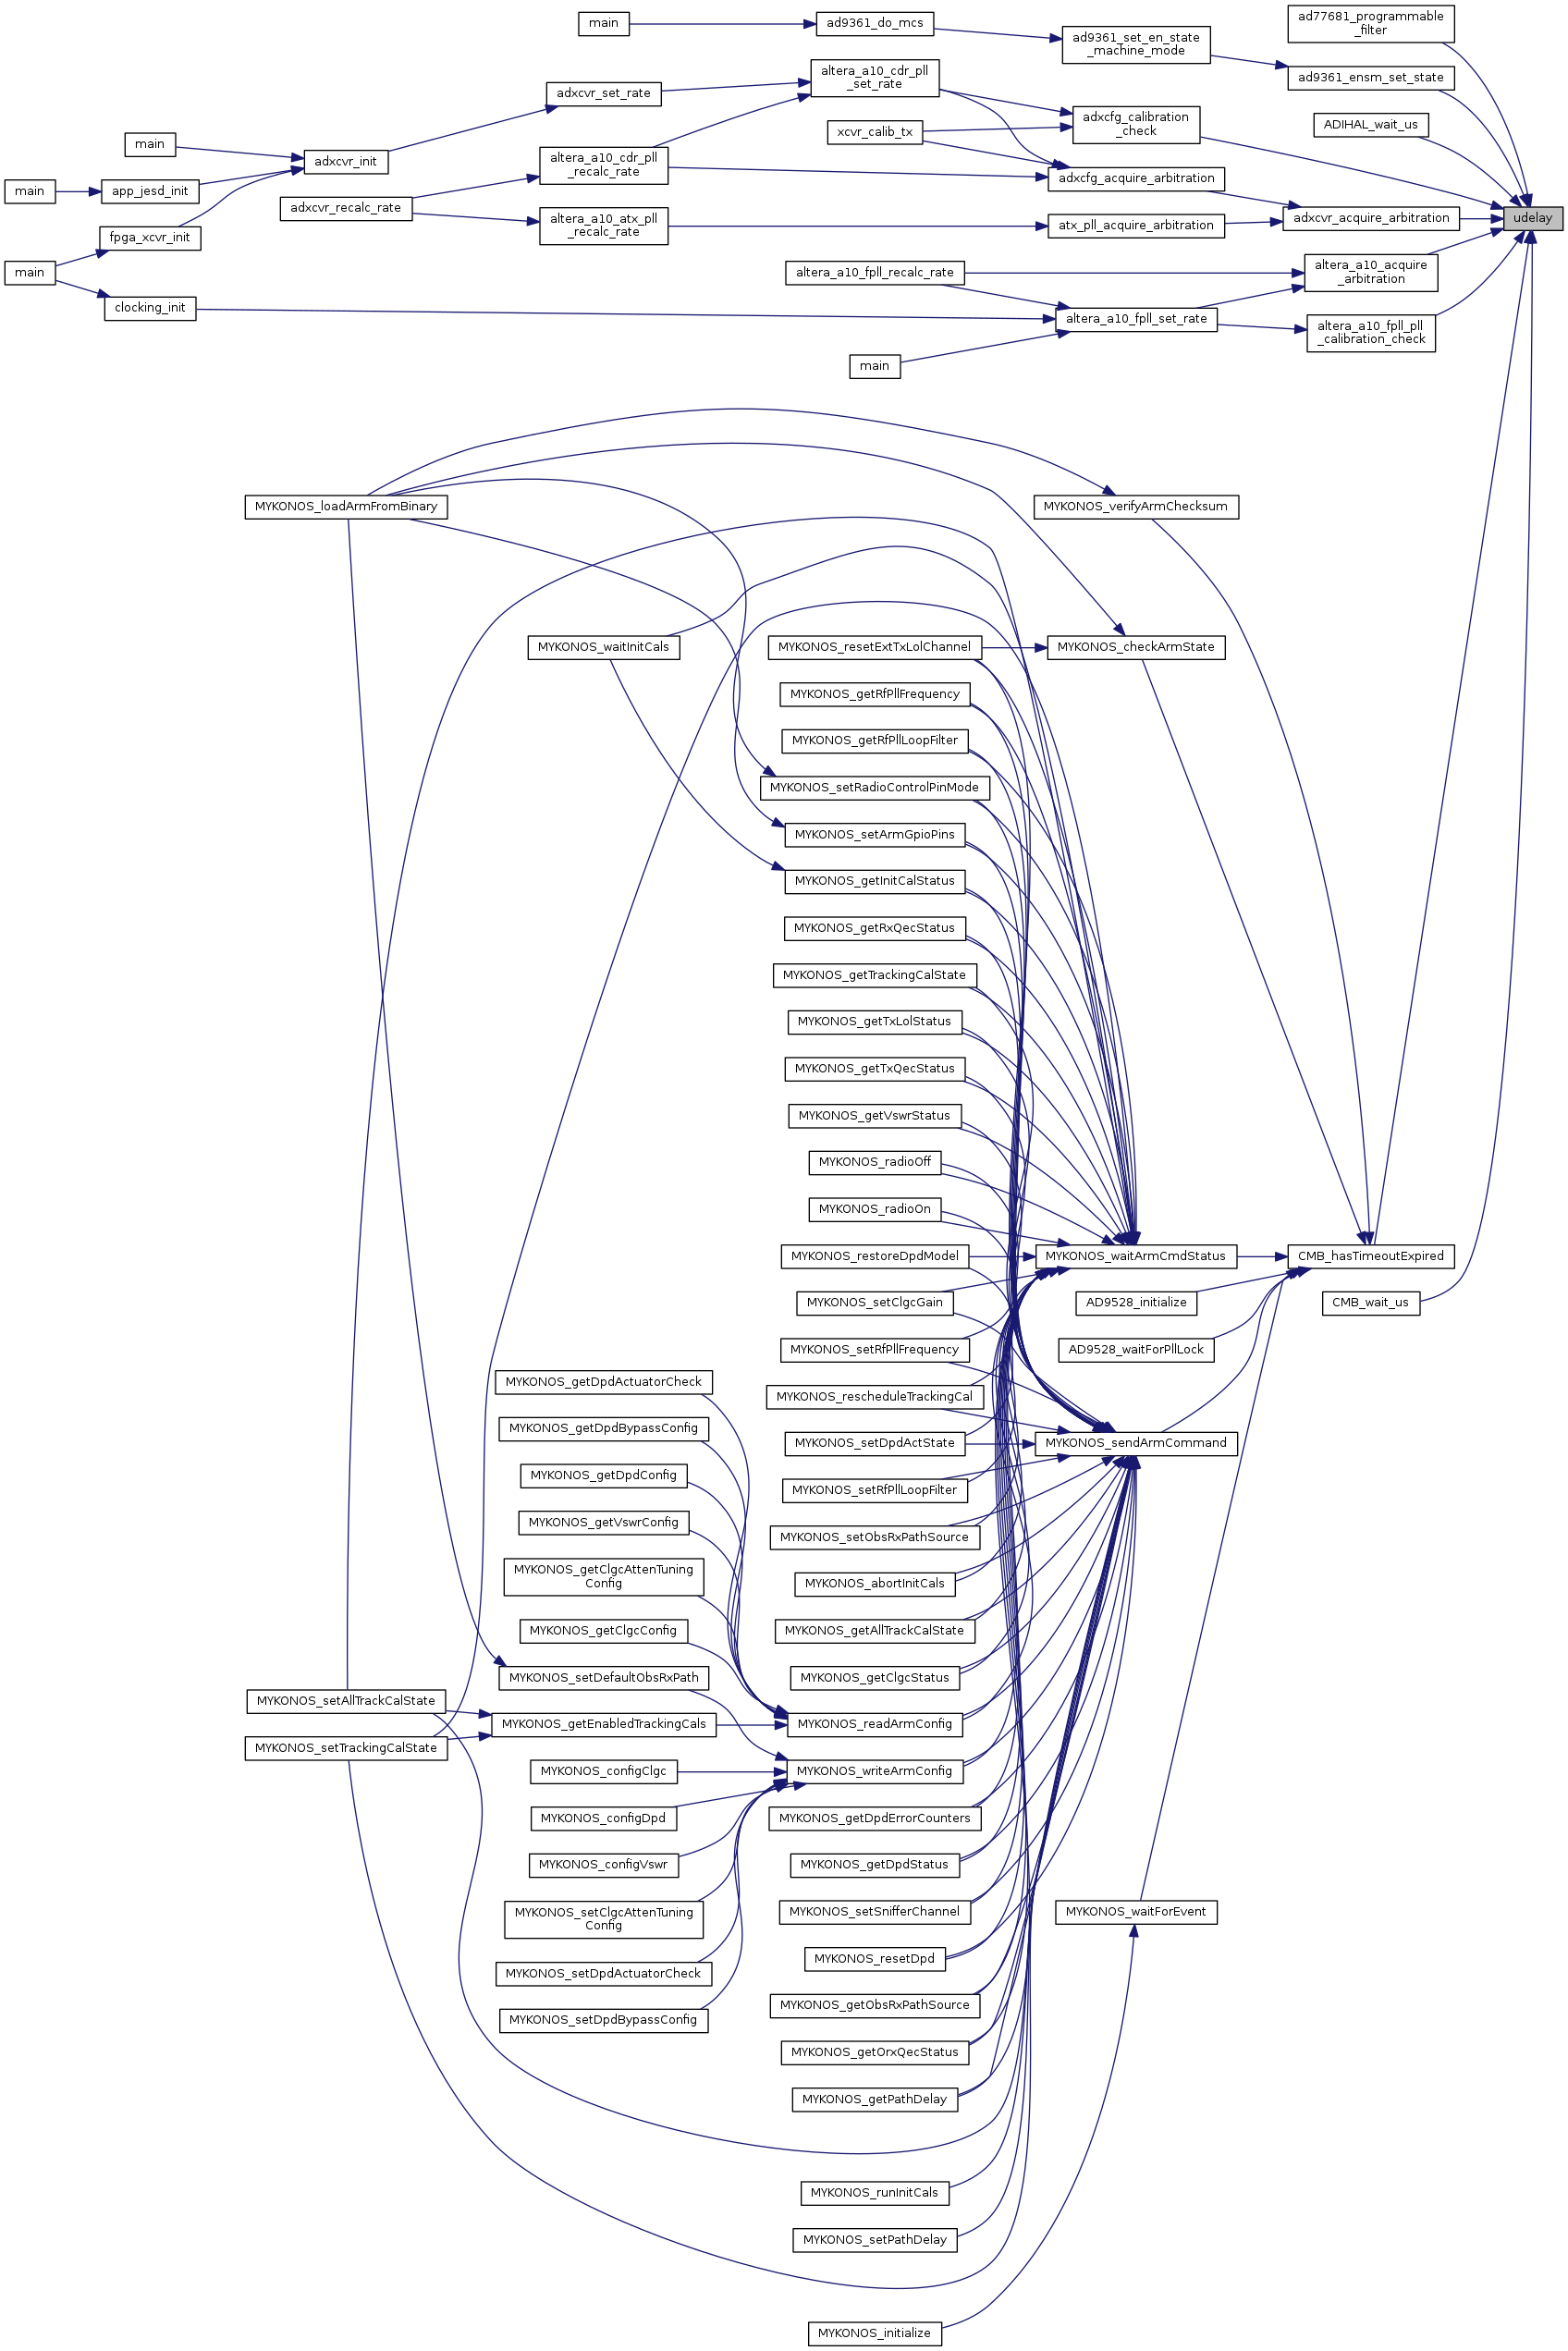 main
ad9361_do_mcs
ad9361_set_en_state
_machine_mode
ad77681_programmable
_filter
ad9361_ensm_set_state
altera_a10_cdr_pll
_set_rate
adxcvr_set_rate
adxcfg_calibration
_check
ADIHAL_wait_us
xcvr_calib_tx
main
adxcvr_init
altera_a10_cdr_pll
_recalc_rate
adxcfg_acquire_arbitration
main
app_jesd_init
adxcvr_recalc_rate
altera_a10_atx_pll
_recalc_rate
atx_pll_acquire_arbitration
adxcvr_acquire_arbitration
udelay
fpga_xcvr_init
main
altera_a10_fpll_recalc_rate
altera_a10_acquire
_arbitration
clocking_init
altera_a10_fpll_set_rate
altera_a10_fpll_pll
_calibration_check
main
MYKONOS_loadArmFromBinary
MYKONOS_verifyArmChecksum
MYKONOS_waitInitCals
MYKONOS_resetExtTxLolChannel
MYKONOS_checkArmState
MYKONOS_getRfPllFrequency
MYKONOS_getRfPllLoopFilter
MYKONOS_setRadioControlPinMode
MYKONOS_setArmGpioPins
MYKONOS_getInitCalStatus
MYKONOS_getRxQecStatus
MYKONOS_getTrackingCalState
MYKONOS_getTxLolStatus
MYKONOS_getTxQecStatus
MYKONOS_getVswrStatus
MYKONOS_radioOff
MYKONOS_radioOn
MYKONOS_restoreDpdModel
MYKONOS_waitArmCmdStatus
CMB_hasTimeoutExpired
MYKONOS_setClgcGain
AD9528_initialize
CMB_wait_us
MYKONOS_setRfPllFrequency
AD9528_waitForPllLock
MYKONOS_getDpdActuatorCheck
MYKONOS_rescheduleTrackingCal
MYKONOS_getDpdBypassConfig
MYKONOS_setDpdActState
MYKONOS_sendArmCommand
MYKONOS_getDpdConfig
MYKONOS_setRfPllLoopFilter
MYKONOS_getVswrConfig
MYKONOS_setObsRxPathSource
MYKONOS_getClgcAttenTuning
Config
MYKONOS_abortInitCals
MYKONOS_getClgcConfig
MYKONOS_getAllTrackCalState
MYKONOS_setDefaultObsRxPath
MYKONOS_getClgcStatus
MYKONOS_setAllTrackCalState
MYKONOS_getEnabledTrackingCals
MYKONOS_readArmConfig
MYKONOS_setTrackingCalState
MYKONOS_configClgc
MYKONOS_writeArmConfig
MYKONOS_configDpd
MYKONOS_getDpdErrorCounters
MYKONOS_configVswr
MYKONOS_getDpdStatus
MYKONOS_setClgcAttenTuning
Config
MYKONOS_setSnifferChannel
MYKONOS_waitForEvent
MYKONOS_setDpdActuatorCheck
MYKONOS_resetDpd
MYKONOS_setDpdBypassConfig
MYKONOS_getObsRxPathSource
MYKONOS_getOrxQecStatus
MYKONOS_getPathDelay
MYKONOS_runInitCals
MYKONOS_setPathDelay
MYKONOS_initialize